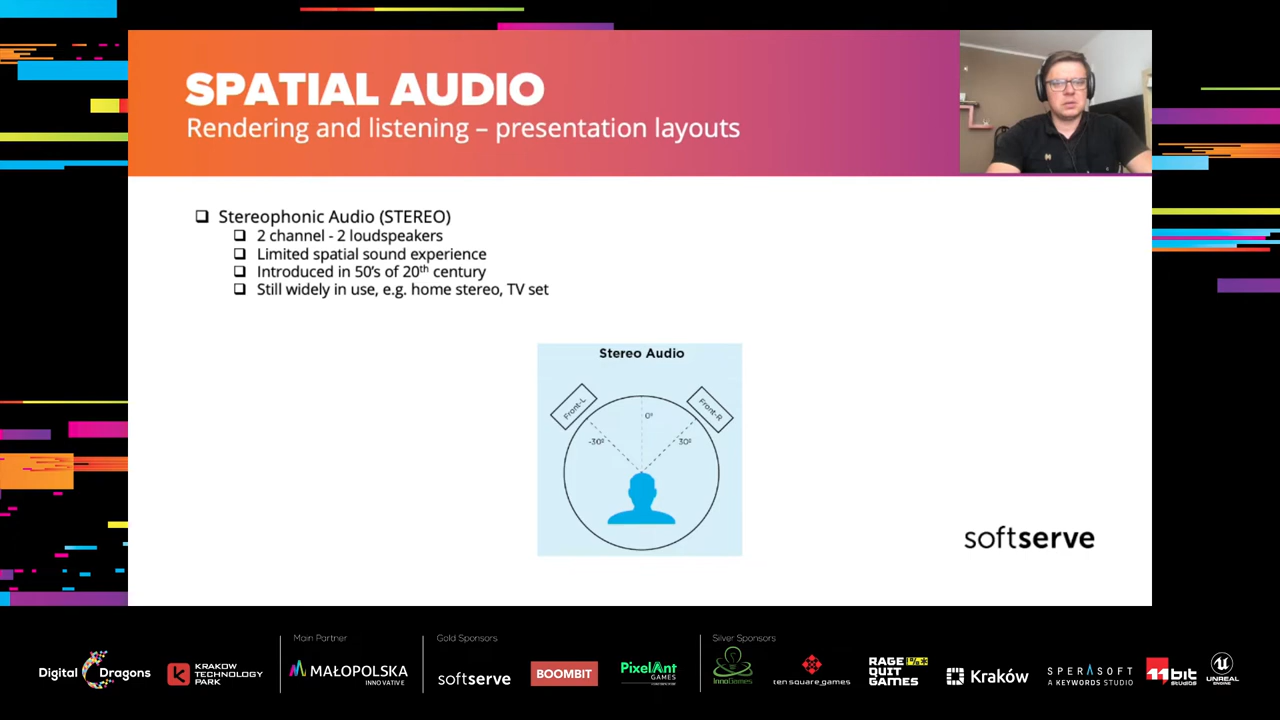 SPATIAL AUDIO
Rendering and listening – presentation layouts
Stereophonic Audio (STEREO)
2 channel - 2 loudspeakers
Limited spatial sound experience
Introduced in 50's of 20th century
Still widely in use, e.g. home stereo, TV set
Stereo Audio
Front-L
Front-R
0º
-30º
30º
softserve
Main Partner
Gold Sponsors
Silver Sponsors
Digital Dragons
KRAKOW
TECHNOLOGY
PARK
MAŁOPOLSKA
INNOVATIVE
softserve
BOOMBIT
PixelAnt
GAMES
InnoGames
ten square games
RAGE
QUIT
GAMES
Kraków
SPERASOFT
A KEYWORDS STUDIO
11bit
STUDIOS
UNREAL
ENGINE